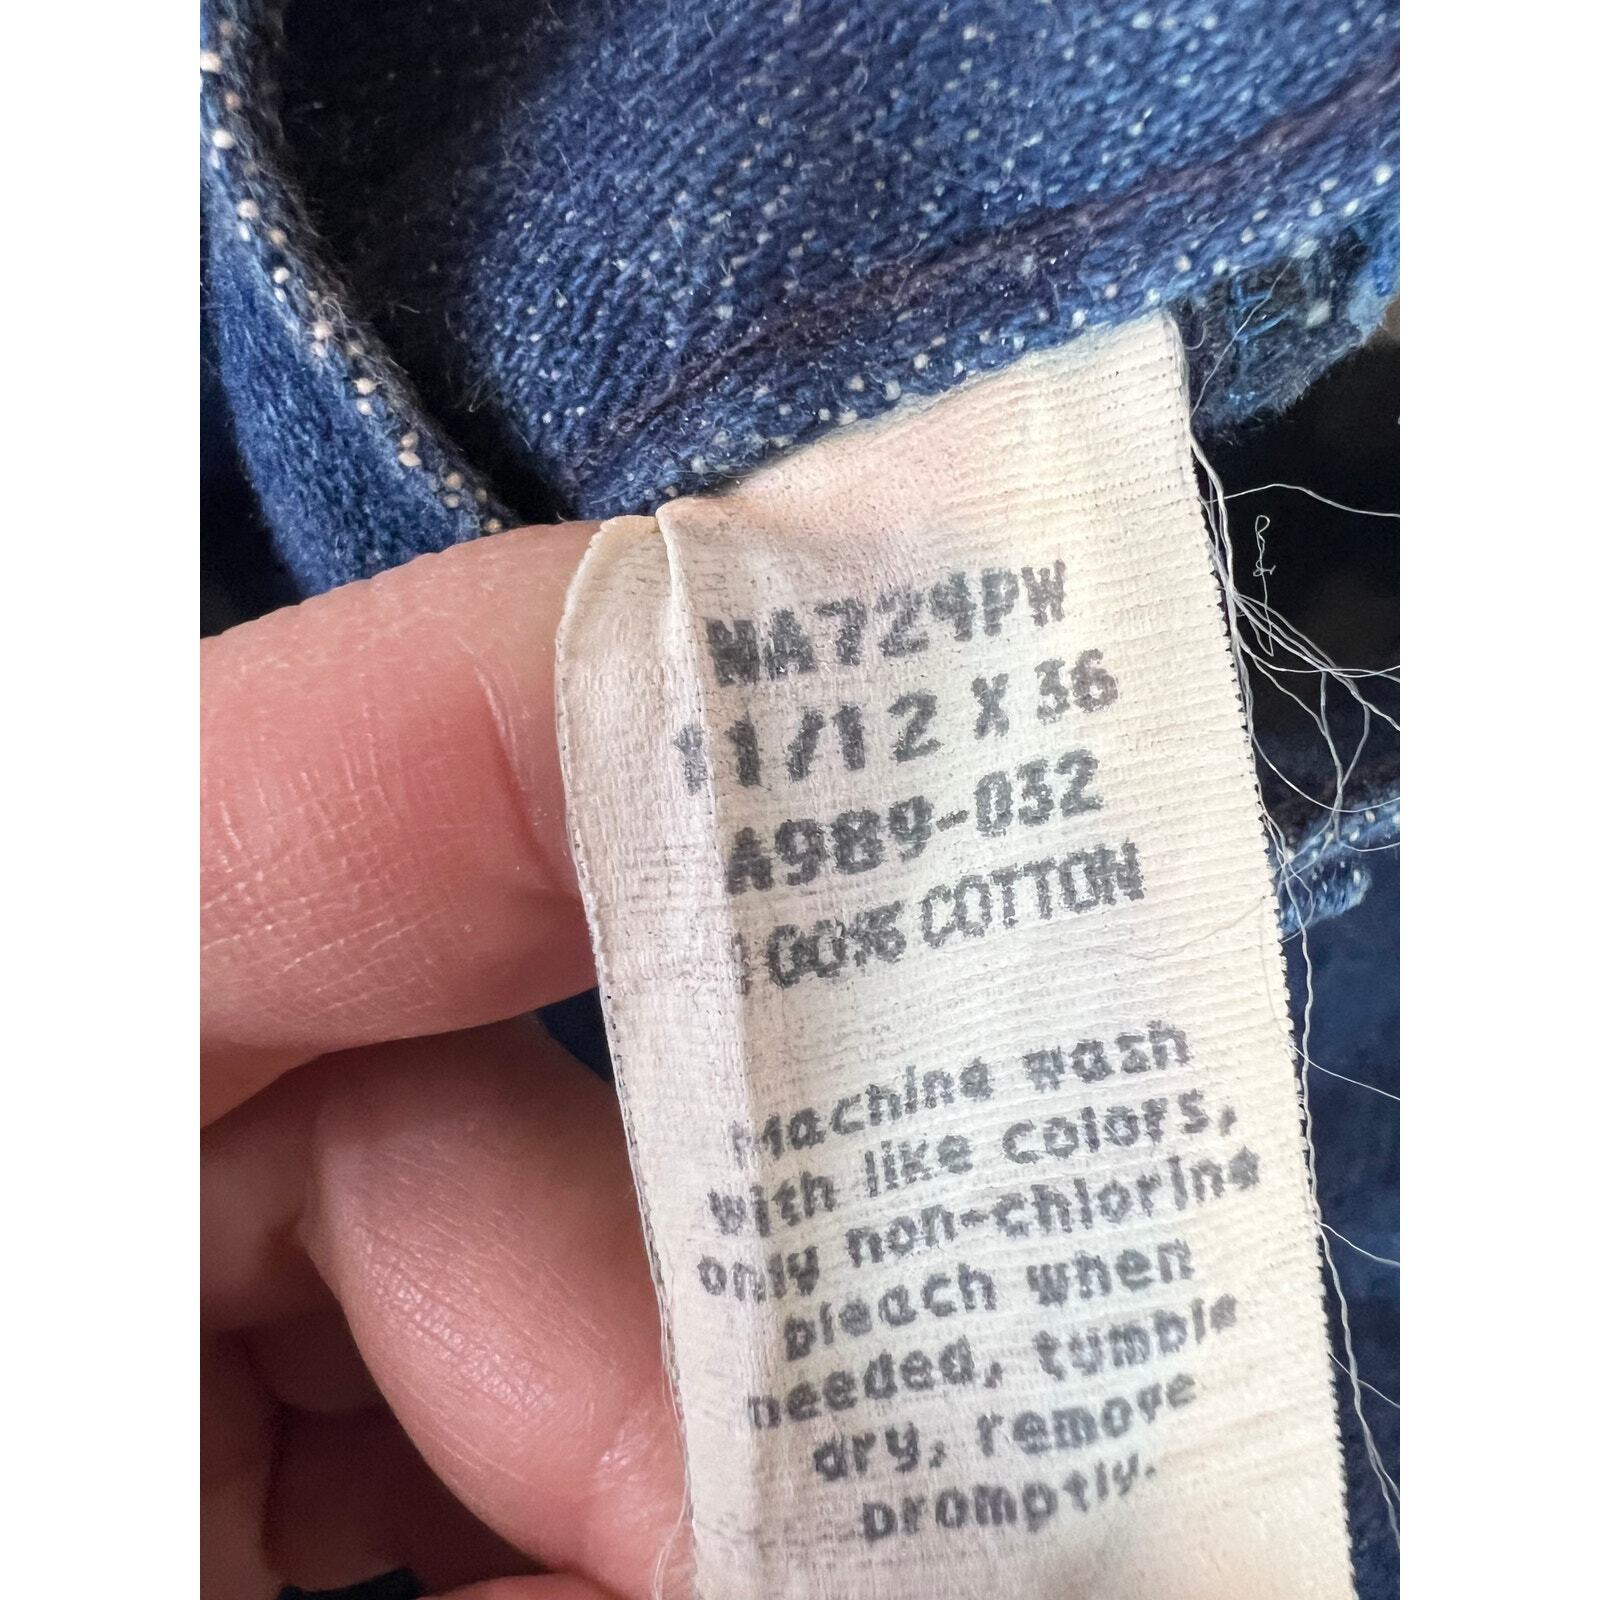 MA729PW
11/12 X 36
A989-032
100% COTTON
Machine wash
with like colors,
only non-chlorine
bleach when
needed, tumble
dry, remove
promptly.